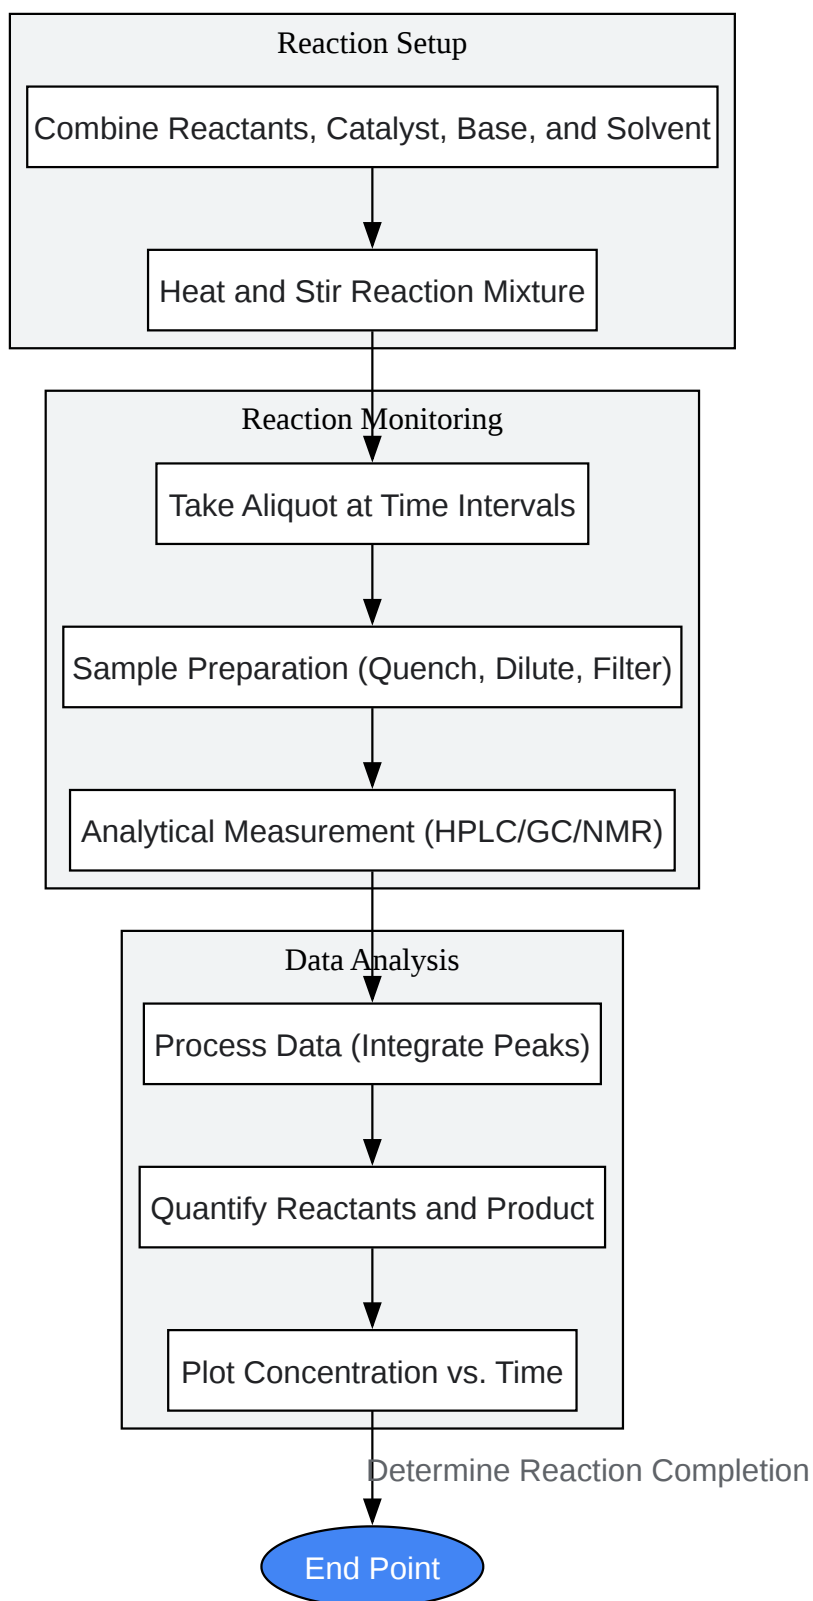 Reaction Setup
Combine Reactants, Catalyst, Base, and Solvent
Heat and Stir Reaction Mixture
Reaction Monitoring
Take Aliquot at Time Intervals
Sample Preparation (Quench, Dilute, Filter)
Analytical Measurement (HPLC/GC/NMR)
Data Analysis
Process Data (Integrate Peaks)
Quantify Reactants and Product
Plot Concentration vs. Time
Determine Reaction Completion
End Point